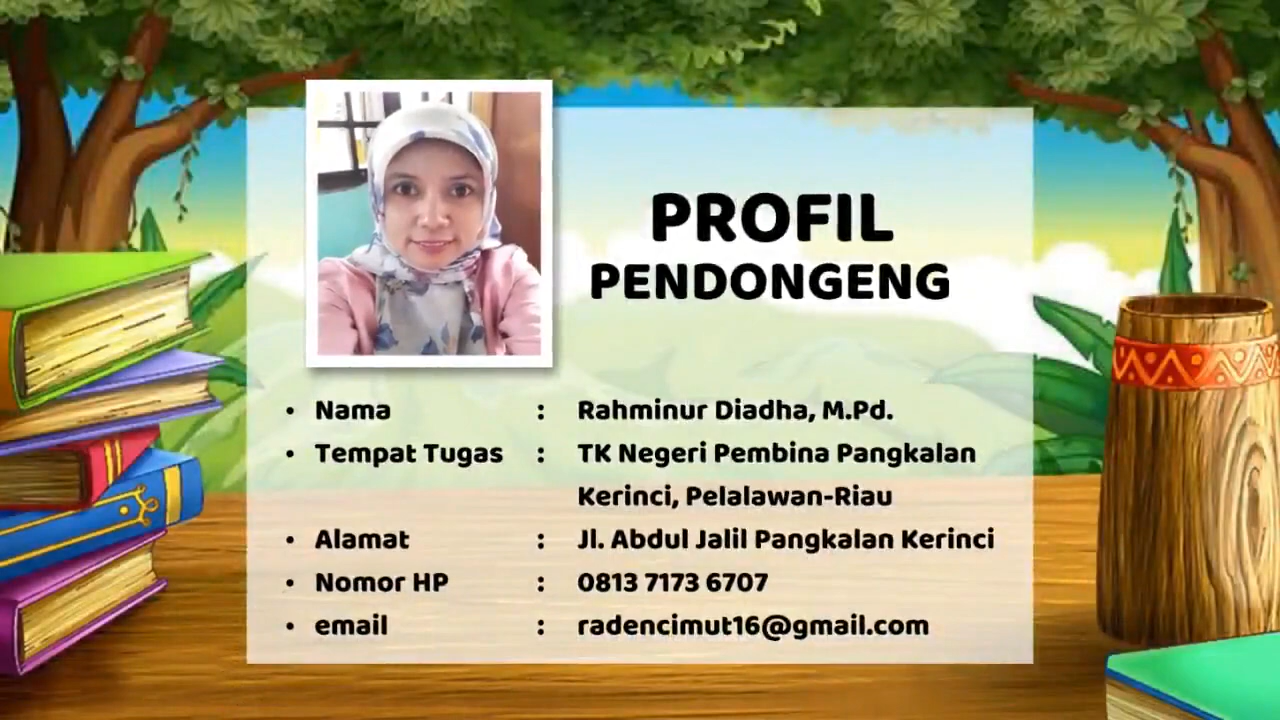 PROFIL
PENDONGENG
• Nama : Rahminur Diadha, M.Pd.
• Tempat Tugas : TK Negeri Pembina Pangkalan
Kerinci, Pelalawan-Riau
• Alamat : Jl. Abdul Jalil Pangkalan Kerinci
• Nomor HP : 0813 7173 6707
• email : radencimut16@gmail.com